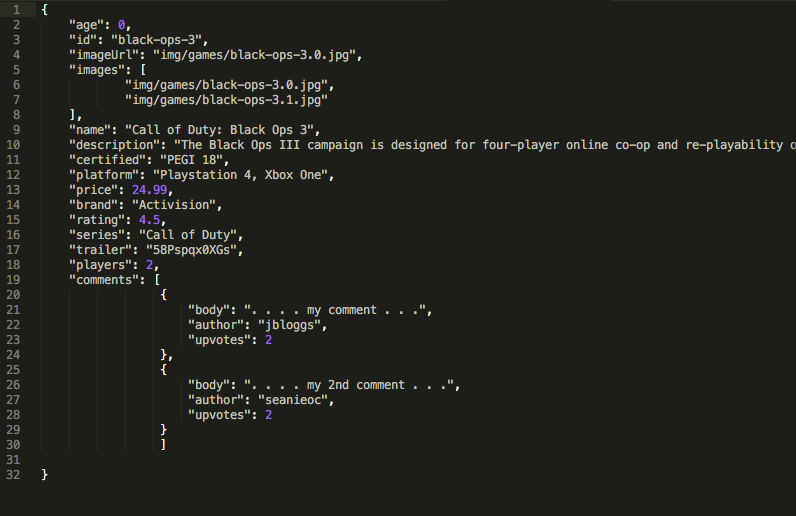 1 {
2 "age": 0,
3 "id": "black-ops-3",
4 "imageUrl": "img/games/black-ops-3.0.jpg",
5 "images": [
6 "img/games/black-ops-3.0.jpg",
7 "img/games/black-ops-3.1.jpg"
8 ],
9 "name": "Call of Duty: Black Ops 3",
10 "description": "The Black Ops III campaign is designed for four-player online co-op and re-playability
11 "certified": "PEGI 18",
12 "platform": "Playstation 4, Xbox One",
13 "price": 24.99,
14 "brand": "Activision",
15 "rating": 4.5,
16 "series": "Call of Duty",
17 "trailer": "58Pspqx0XGs",
18 "players": 2,
19 "comments": [
20 {
21 "body": ". . . . my comment . . .",
22 "author": "jbloggs",
23 "upvotes": 2
24 },
25 {
26 "body": ". . . . my 2nd comment . . .",
27 "author": "seanieoc",
28 "upvotes": 2
29 }
30 ]
31
32 }